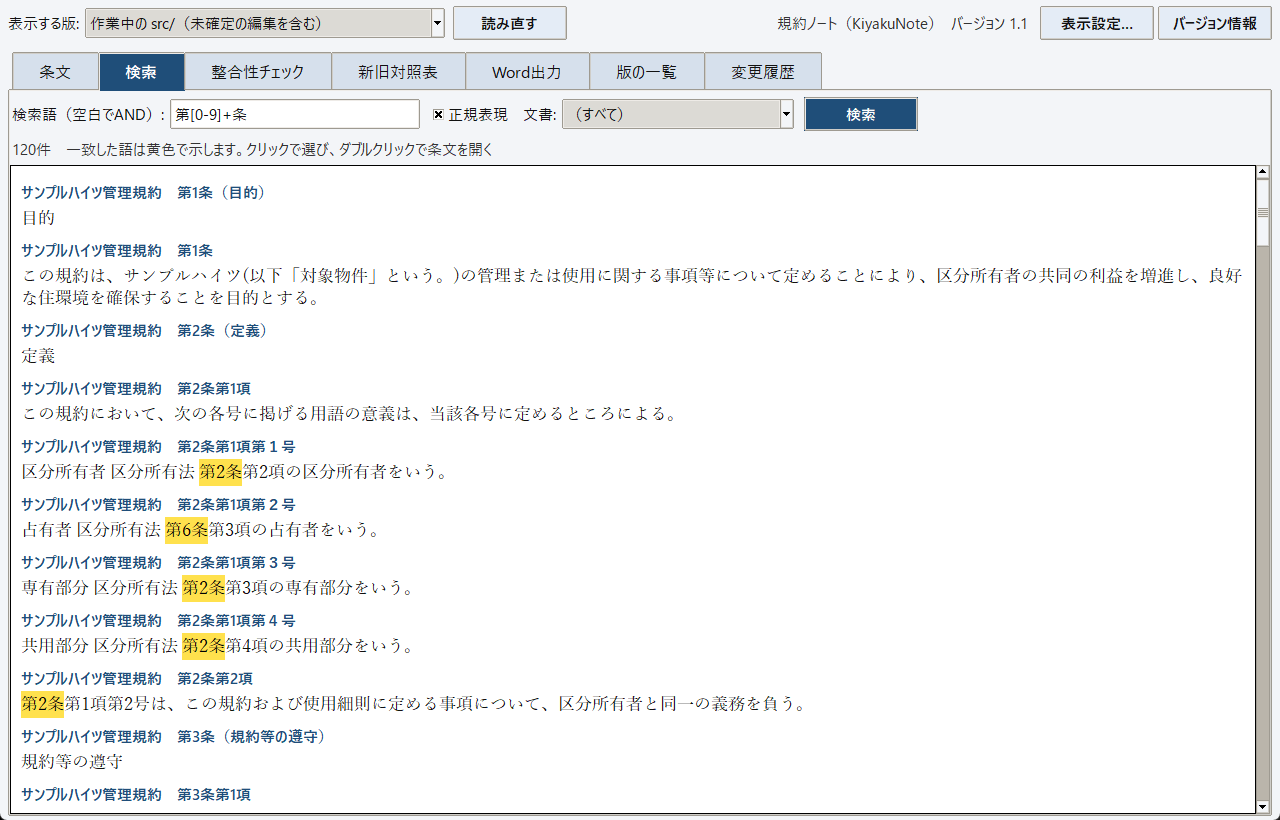 表示する版: 作業中の src/（未確定の編集を含む） 読み直す 規約ノート（KiyakuNote） バージョン 1.1 表示設定... バージョン情報
条文 検索 整合性チェック 新旧対照表 Word出力 版の一覧 変更履歴
検索語（空白でAND）: 第[0-9]+条 正規表現 文書: （すべて） 検索
120件　一致した語は黄色で示します。クリックで選び、ダブルクリックで条文を開く
サンプルハイツ管理規約　第1条（目的）
目的
サンプルハイツ管理規約　第1条
この規約は、サンプルハイツ(以下「対象物件」という。)の管理または使用に関する事項等について定めることにより、区分所有者の共同の利益を増進し、良好
な住環境を確保することを目的とする。
サンプルハイツ管理規約　第2条（定義）
定義
サンプルハイツ管理規約　第2条第1項
この規約において、次の各号に掲げる用語の意義は、当該各号に定めるところによる。
サンプルハイツ管理規約　第2条第1項第１号
区分所有者 区分所有法 第2条第2項の区分所有者をいう。
サンプルハイツ管理規約　第2条第1項第２号
占有者 区分所有法 第6条第3項の占有者をいう。
サンプルハイツ管理規約　第2条第1項第３号
専有部分 区分所有法 第2条第3項の専有部分をいう。
サンプルハイツ管理規約　第2条第1項第４号
共用部分 区分所有法 第2条第4項の共用部分をいう。
サンプルハイツ管理規約　第2条第2項
第2条第1項第2号は、この規約および使用細則に定める事項について、区分所有者と同一の義務を負う。
サンプルハイツ管理規約　第3条（規約等の遵守）
規約等の遵守
サンプルハイツ管理規約　第3条第1項